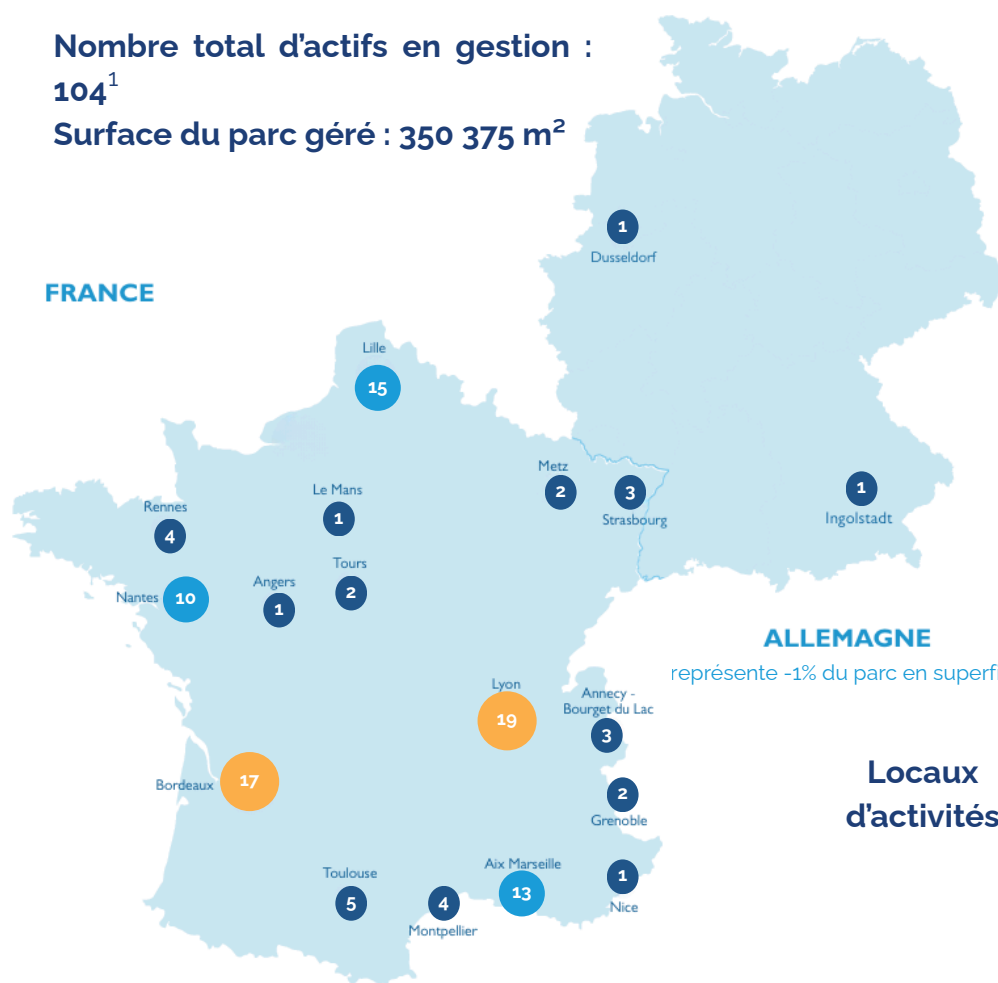 Nombre total d'actifs en gestion :
104¹
Surface du parc géré : 350 375 m²
1
Dusseldorf
FRANCE
Lille
15
Metz
2
3
Strasbourg
1
Ingolstadt
Le Mans
1
Rennes
4
Tours
2
Angers
1
Nantes
10
ALLEMAGNE
représente -1% du parc en superfi
Lyon
19
Annecy -
Bourget du Lac
3
Bordeaux
17
2
Grenoble
Locaux
d'activités
Toulouse
5
4
Montpellier
Aix Marseille
13
1
Nice